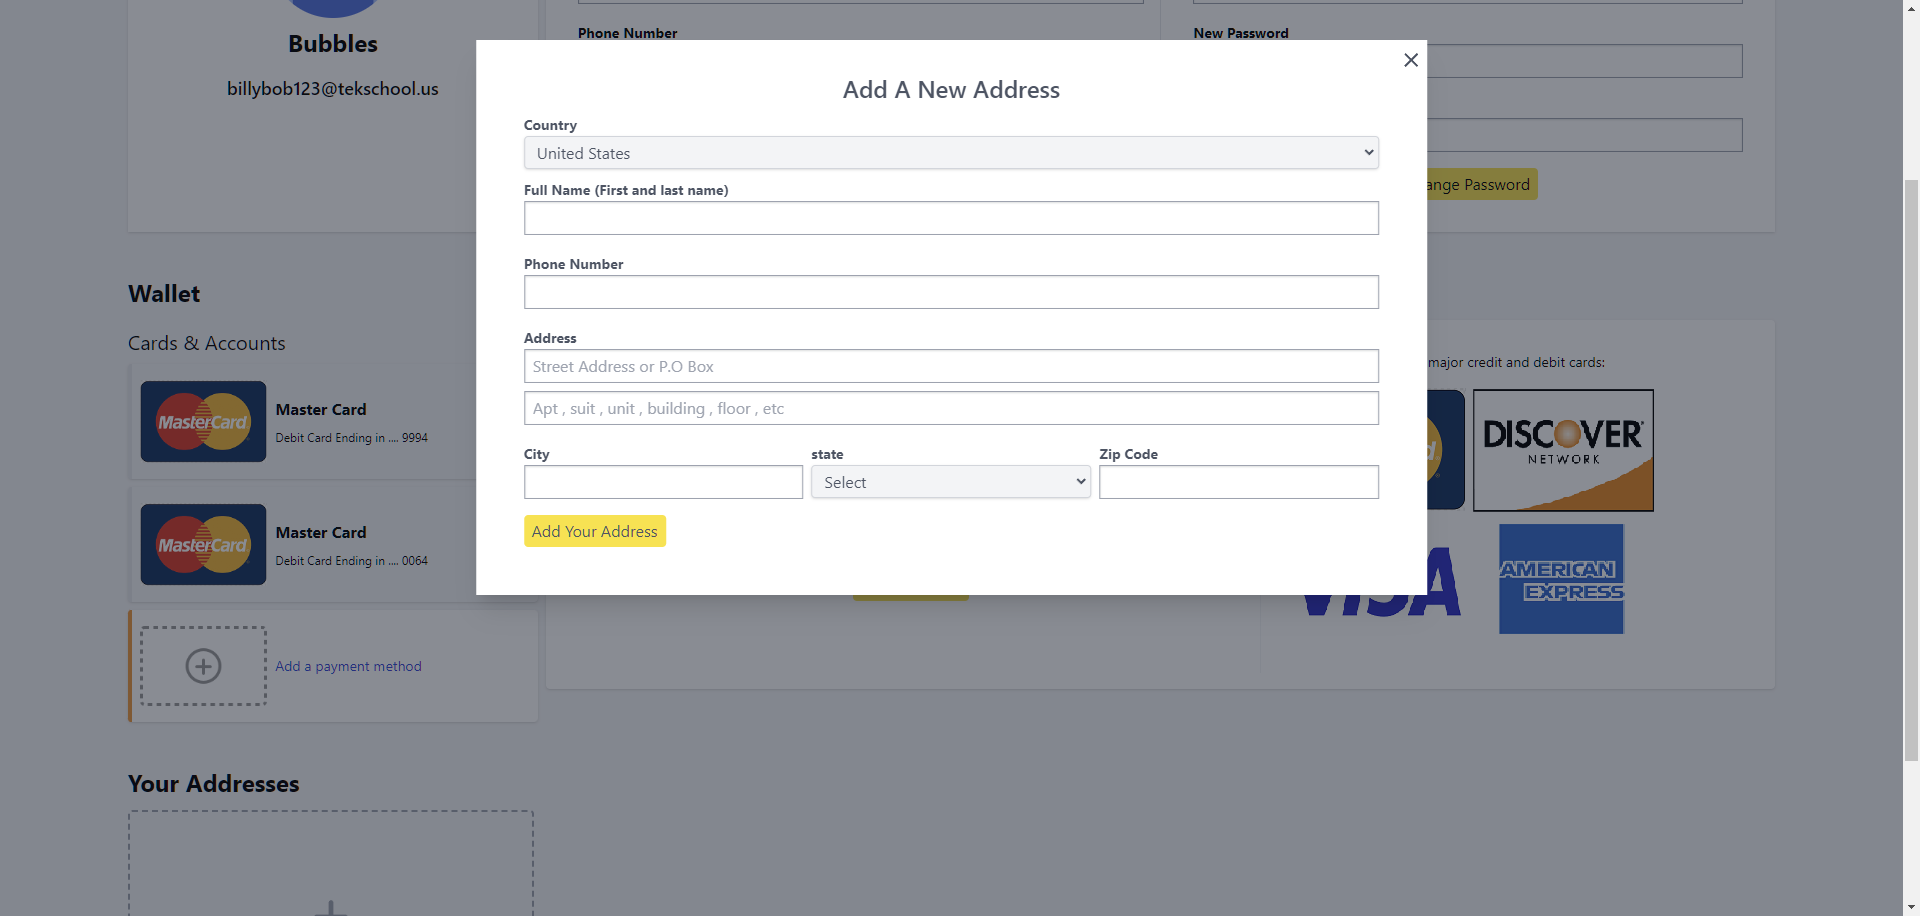 Bubbles
billybob123@tekschool.us
Phone Number
New Password
ange Password
Add A New Address
Country
United States
Full Name (First and last name)
Phone Number
Address
Street Address or P.O Box
Apt , suit , unit , building , floor , etc
City
state
Zip Code
Select
Add Your Address
Wallet
Cards & Accounts
MasterCard
Master Card
Debit Card Ending in .... 9994
MasterCard
Master Card
Debit Card Ending in .... 0064
Add a payment method
major credit and debit cards:
d
DISCOVER
NETWORK
VISA
AMERICAN
EXPRESS
Your Addresses